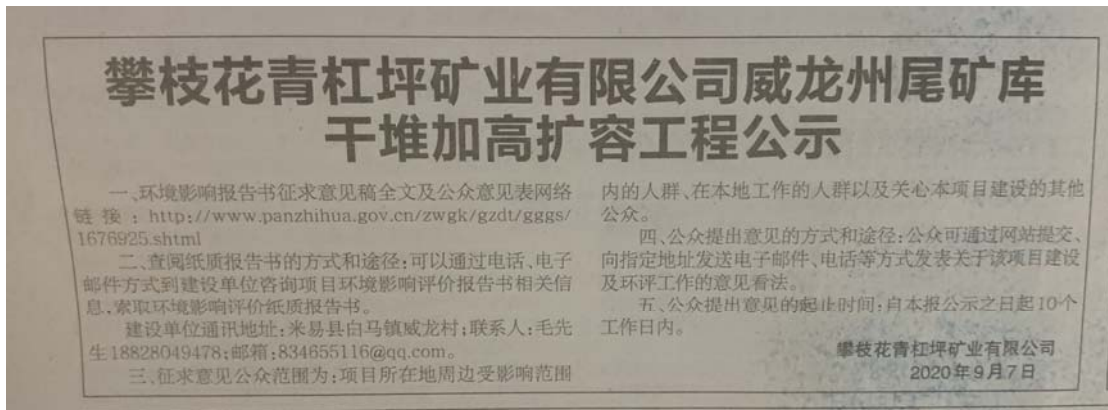 攀枝花青杠坪矿业有限公司威龙州尾矿库
干堆加高扩容工程公示
一、环境影响报告书征求意见稿全文及公众意见表网络
链接：http://www.panzhihua.gov.cn/zwgk/gzdt/gggs/
1676925.shtml
二、查阅纸质报告书的方式和途径:可以通过电话、电子
邮件方式到建设单位咨询项目环境影响评价报告书相关信
息,索取环境影响评价纸质报告书。
建设单位通讯地址:米易县白马镇威龙村;联系人:毛先
生18828049478;邮箱:834655116@qq.com。
三、征求意见公众范围为:项目所在地周边受影响范围
内的人群、在本地工作的人群以及关心本项目建设的其他
公众。
四、公众提出意见的方式和途径:公众可通过网站提交、
向指定地址发送电子邮件、电话等方式发表关于该项目建设
及环评工作的意见看法。
五、公众提出意见的起止时间:自本报公示之日起10个
工作日内。
攀枝花青杠坪矿业有限公司
2020年9月7日